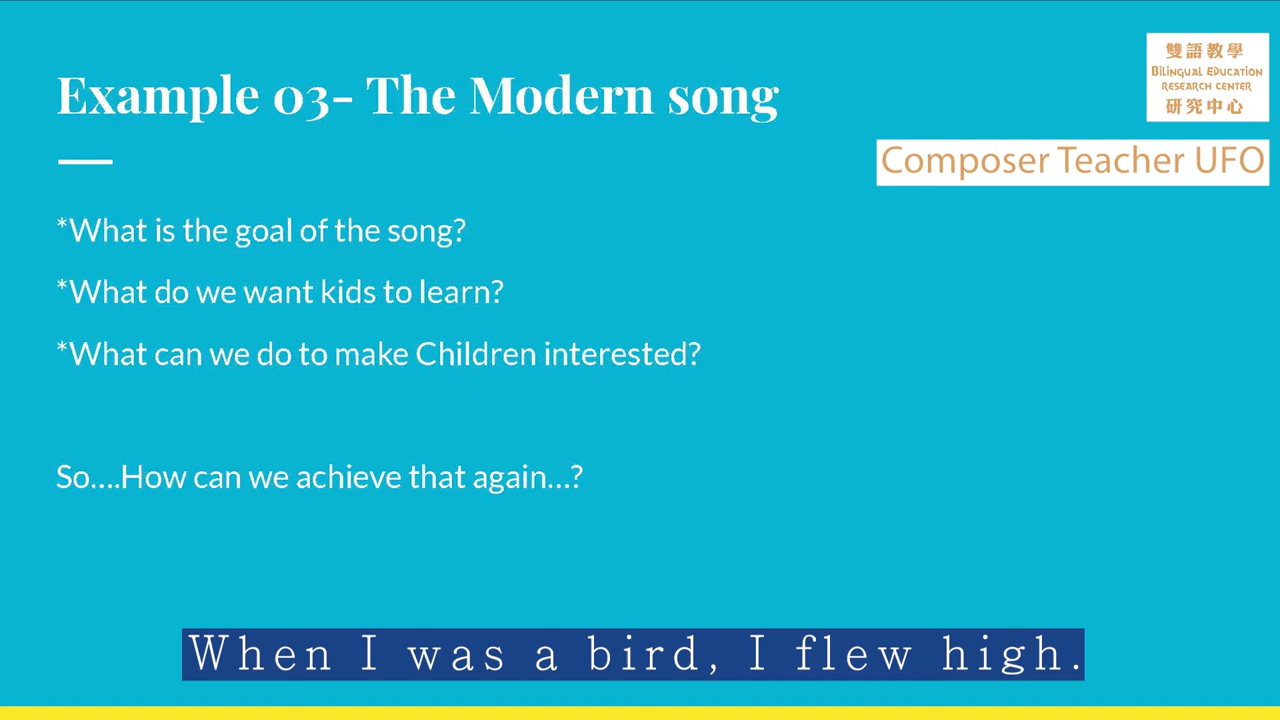 Example 03- The Modern song
雙語教學
BILINGUAL EDUCATION
RESEARCH CENTER
研究中心
Composer Teacher UFO
*What is the goal of the song?
*What do we want kids to learn?
*What can we do to make Children interested?
So....How can we achieve that again...?
When I was a bird, I flew high.